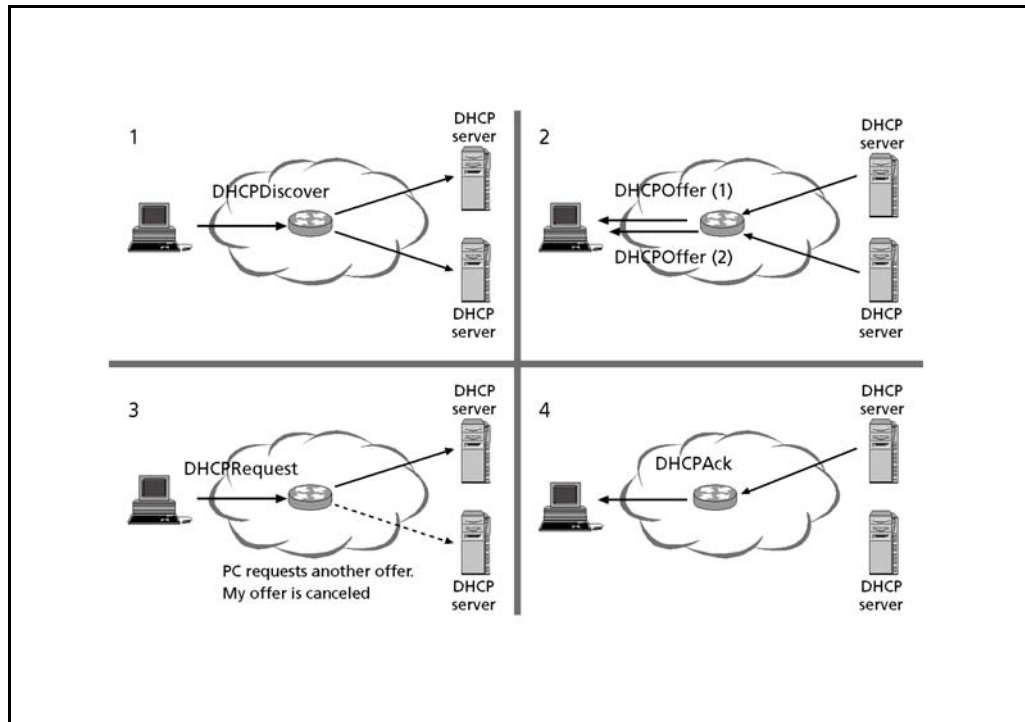 1
DHCP
server
DHCPDiscover
DHCP
server
2
DHCP
server
DHCPOffer (1)
DHCPOffer (2)
DHCP
server
3
DHCP
server
DHCPRequest
PC requests another offer.
My offer is canceled
DHCP
server
4
DHCP
server
DHCPAck
DHCP
server